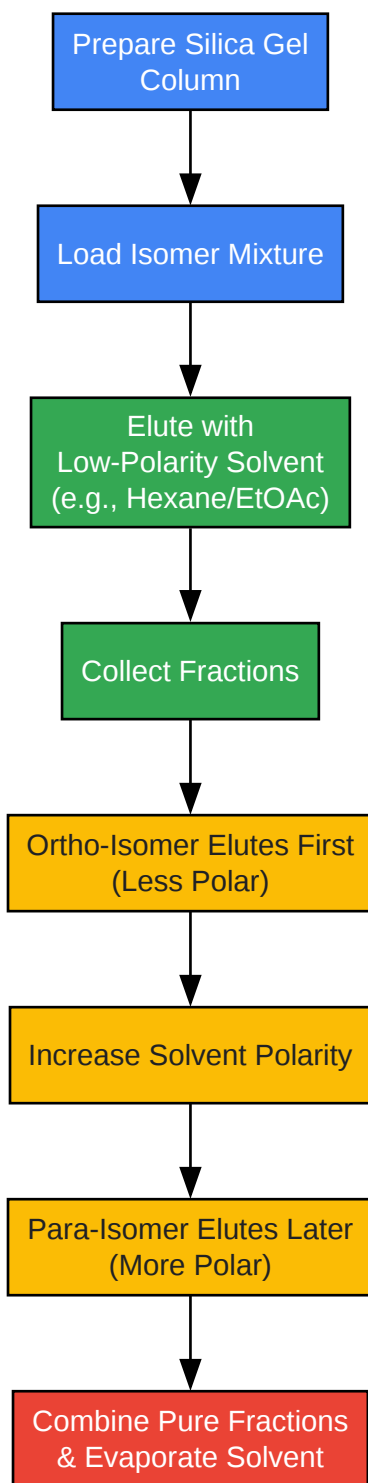 Prepare Silica Gel
Column
Load Isomer Mixture
Elute with
Low-Polarity Solvent
(e.g., Hexane/EtOAc)
Collect Fractions
Ortho-Isomer Elutes First
(Less Polar)
Increase Solvent Polarity
Para-Isomer Elutes Later
(More Polar)
Combine Pure Fractions
& Evaporate Solvent